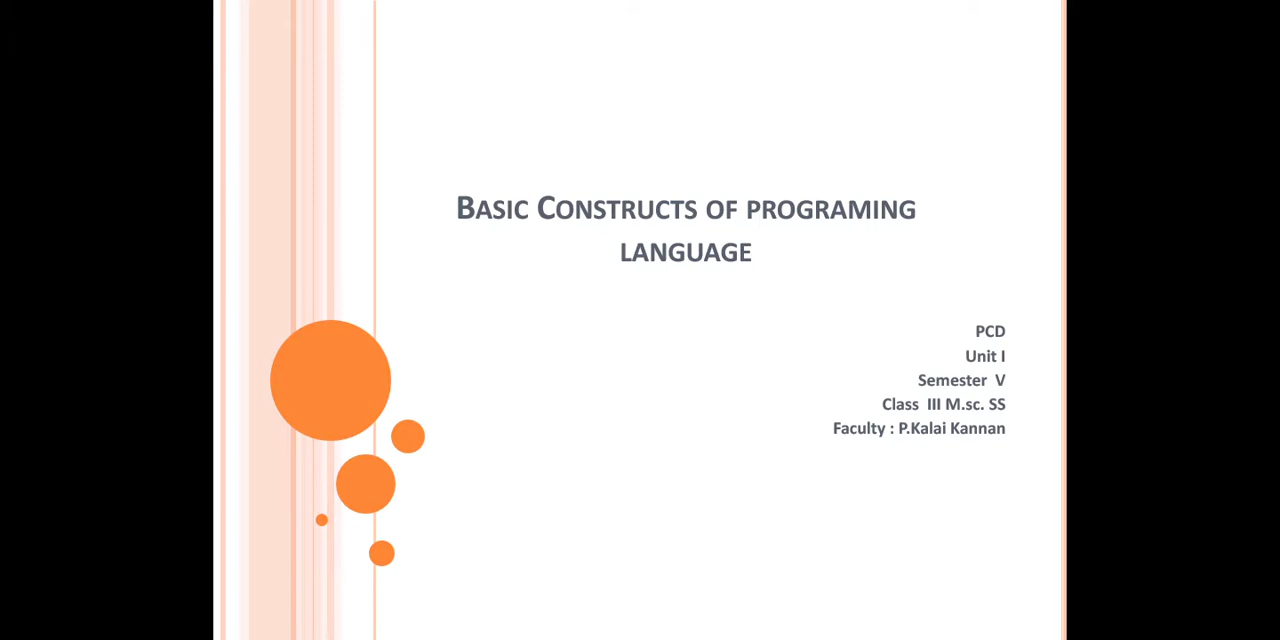 Basic Constructs of programing
language
PCD
Unit I
Semester V
Class III M.sc. SS
Faculty : P.Kalai Kannan